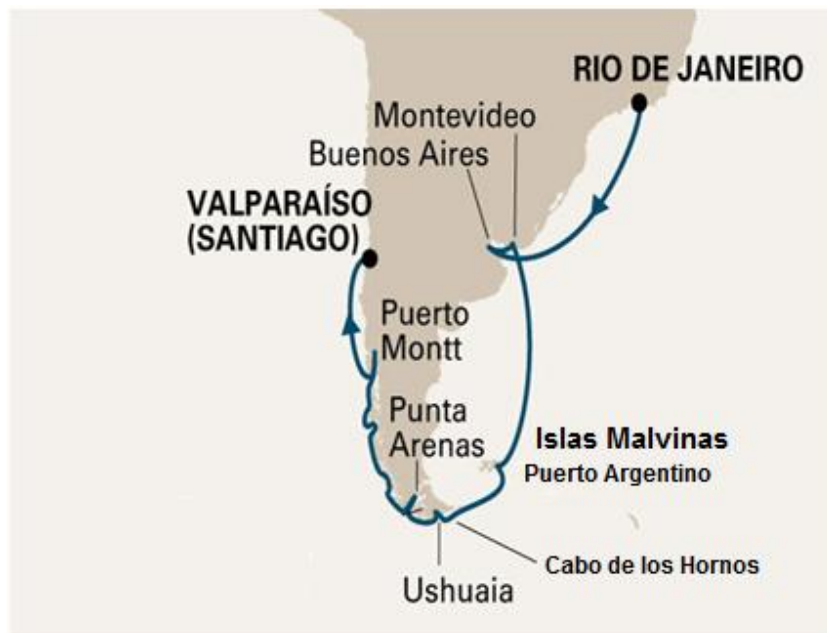 RIO DE JANEIRO
Montevideo
Buenos Aires
VALPARAÍSO
(SANTIAGO)
Puerto
Montt
Punta
Arenas
Islas Malvinas
Puerto Argentino
Cabo de los Hornos
Ushuaia